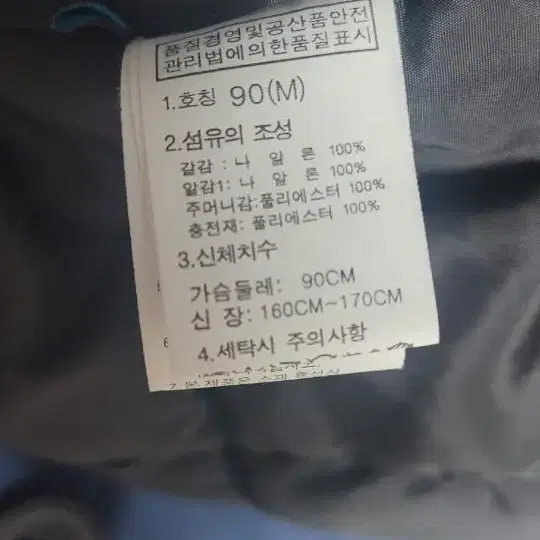 품질경영및공산품안전
관리법에의한품질표시
1.호칭 90(M)
2.섬유의 조성
겉감 : 나 일 론 100%
안감1: 나 일 론 100%
주머니감:폴리에스터 100%
충전재: 폴리에스터 100%
3.신체치수
가슴둘레: 90CM
신 장: 160CM~170CM
4.세탁시 주의사항